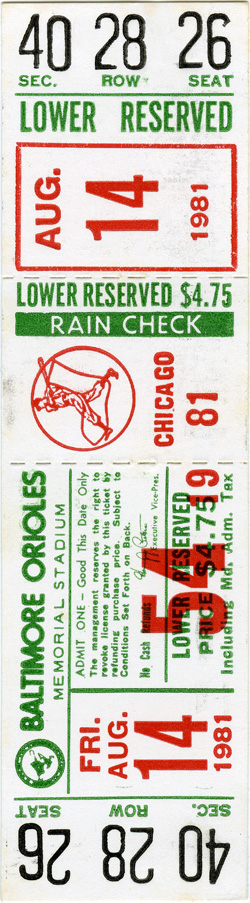 40 28 26
SEC. ROW SEAT
LOWER RESERVED
AUG.
14
1981
LOWER RESERVED $4.75
RAIN CHECK
CHICAGO
81
BALTIMORE ORIOLES
MEMORIAL STADIUM
ADMIT ONE – Good This Date Only
The management reserves the right to
revoke license granted by this ticket by
refunding purchase price. Subject to
Conditions Set Forth on Back.
Executive Vice-Pres.
No Cash Refunds
LOWER RESERVED
PRICE $4.75
Including Md. Adm. Tax
FRI.
AUG.
14
1981
SEC. ROW SEAT
40 28 26